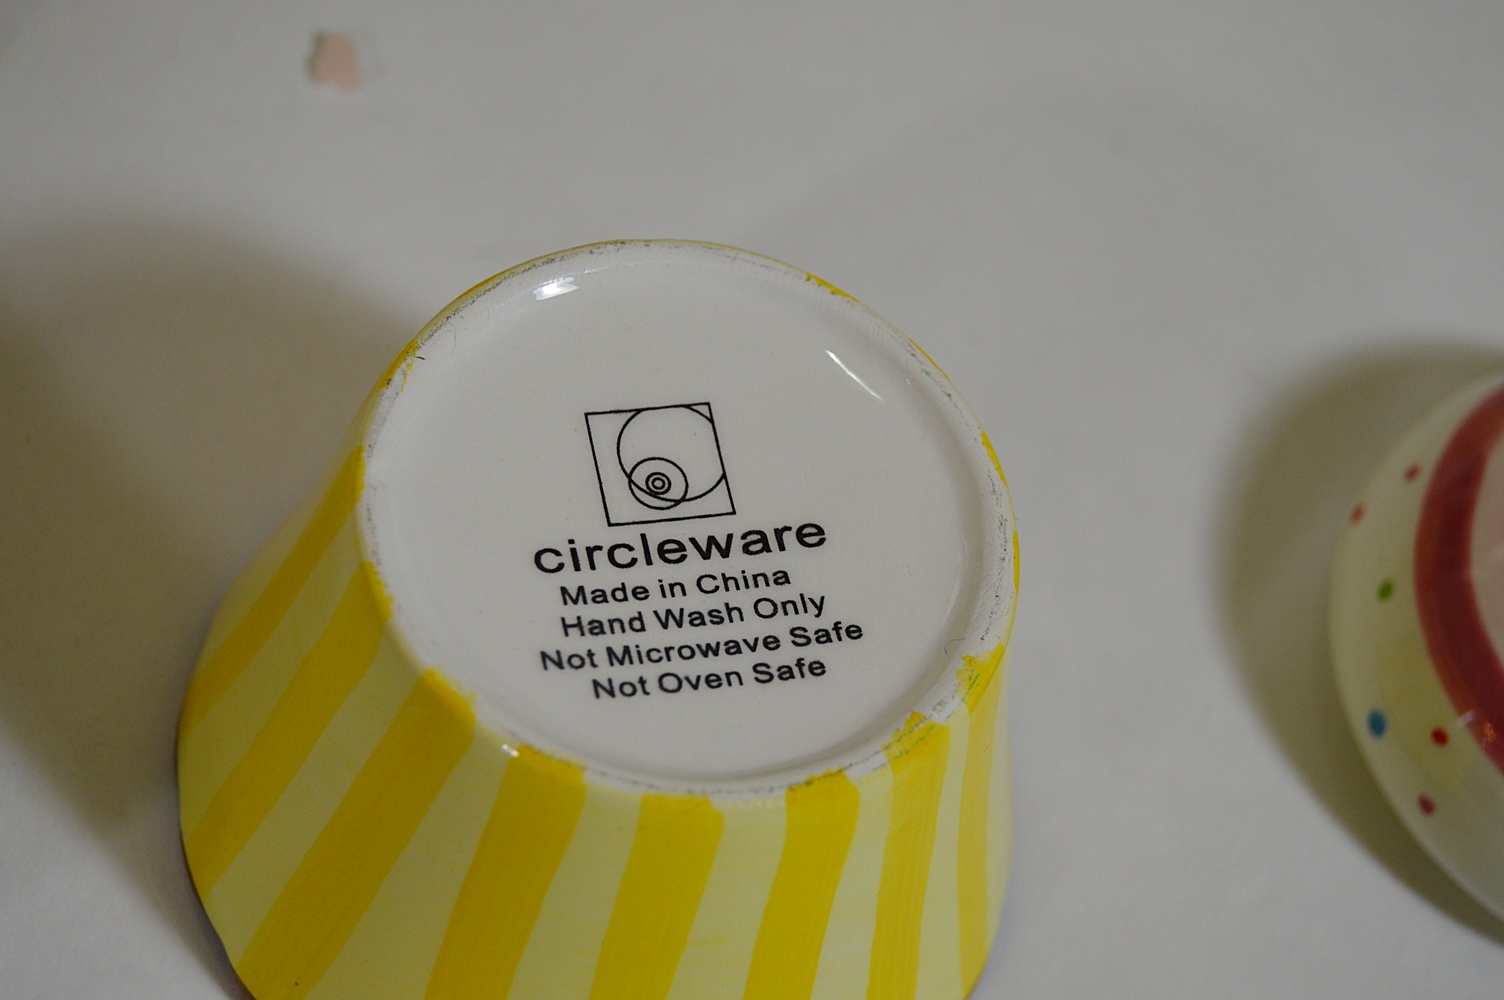 circleware
Made in China
Hand Wash Only
Not Microwave Safe
Not Oven Safe